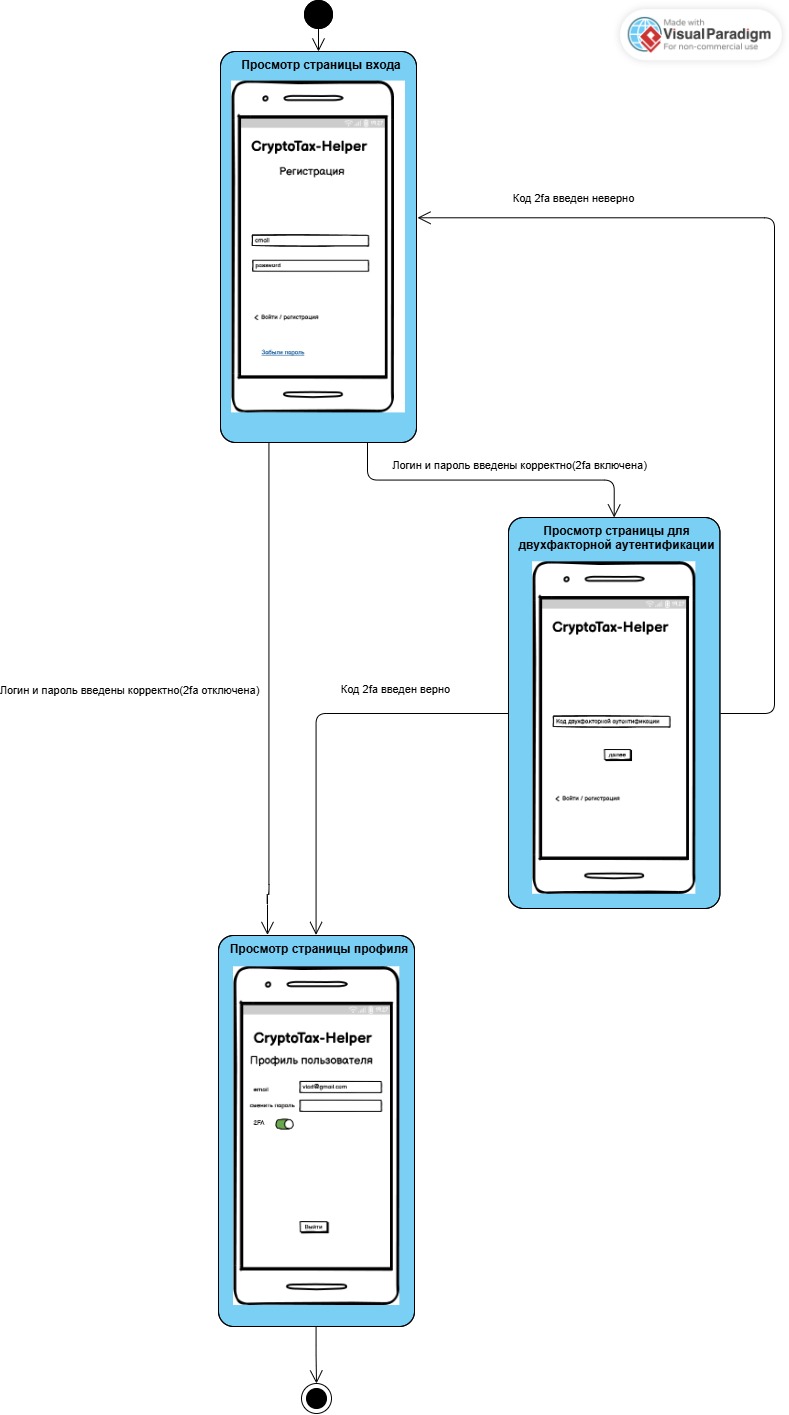 Made with
VisualParadigm
For non-commercial use
Просмотр страницы входа
CryptoTax-Helper
Регистрация
email
password
< Войти / регистрация
Забыли пароль
Код 2fa введен неверно
Логин и пароль введены корректно(2fa включена)
Просмотр страницы для
двухфакторной аутентификации
CryptoTax-Helper
Код двухфакторной аутентификации
далее
< Войти / регистрация
Логин и пароль введены корректно(2fa отключена)
Код 2fa введен верно
Просмотр страницы профиля
CryptoTax-Helper
Профиль пользователя
email
vlad@gmail.com
сменить пароль
2FA
Выйти